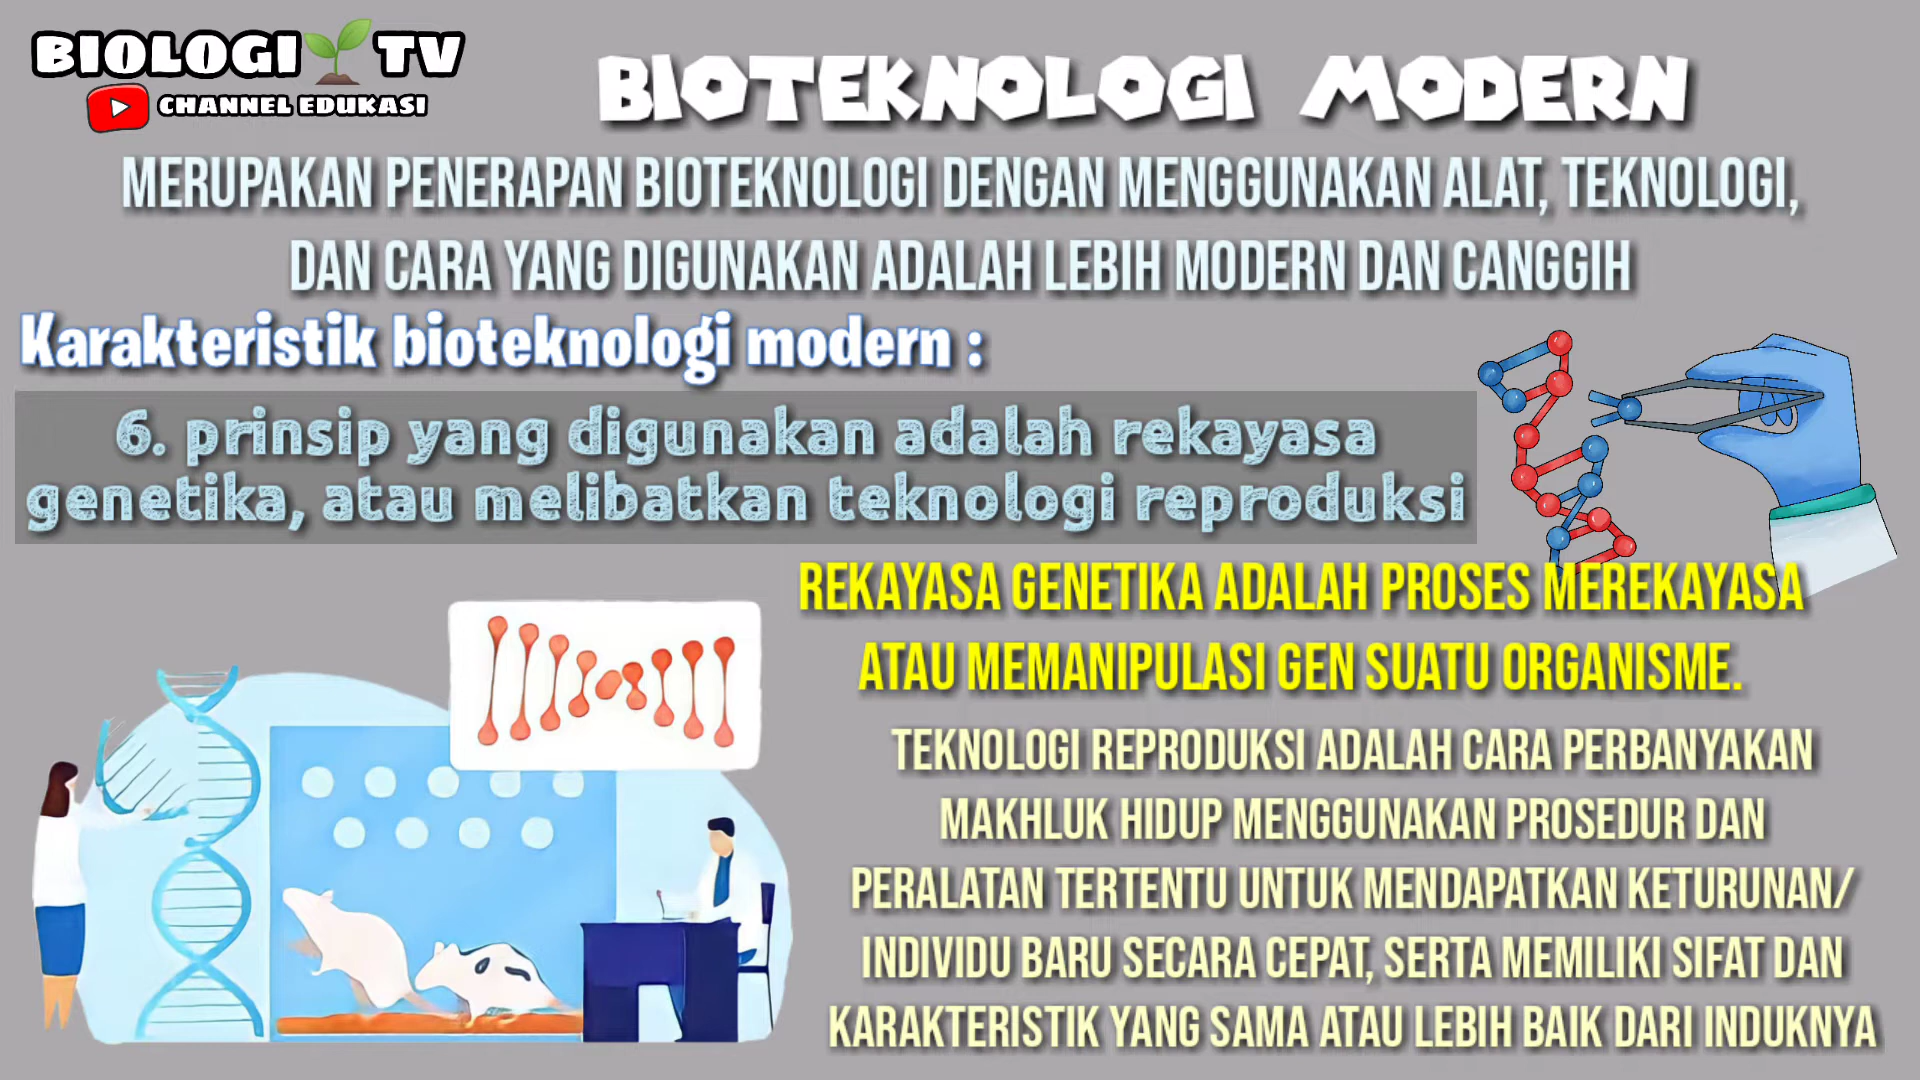 BIOLOGI TV
CHANNEL EDUKASI
BIOTEKNOLOGI MODERN
MERUPAKAN PENERAPAN BIOTEKNOLOGI DENGAN MENGGUNAKAN ALAT, TEKNOLOGI,
DAN CARA YANG DIGUNAKAN ADALAH LEBIH MODERN DAN CANGGIH
Karakteristik bioteknologi modern :
6. prinsip yang digunakan adalah rekayasa
genetika, atau melibatkan teknologi reproduksi
REKAYASA GENETIKA ADALAH PROSES MEREKAYASA
ATAU MEMANIPULASI GEN SUATU ORGANISME.
TEKNOLOGI REPRODUKSI ADALAH CARA PERBANYAKAN
MAKHLUK HIDUP MENGGUNAKAN PROSEDUR DAN
PERALATAN TERTENTU UNTUK MENDAPATKAN KETURUNAN/
INDIVIDU BARU SECARA CEPAT, SERTA MEMILIKI SIFAT DAN
KARAKTERISTIK YANG SAMA ATAU LEBIH BAIK DARI INDUKNYA